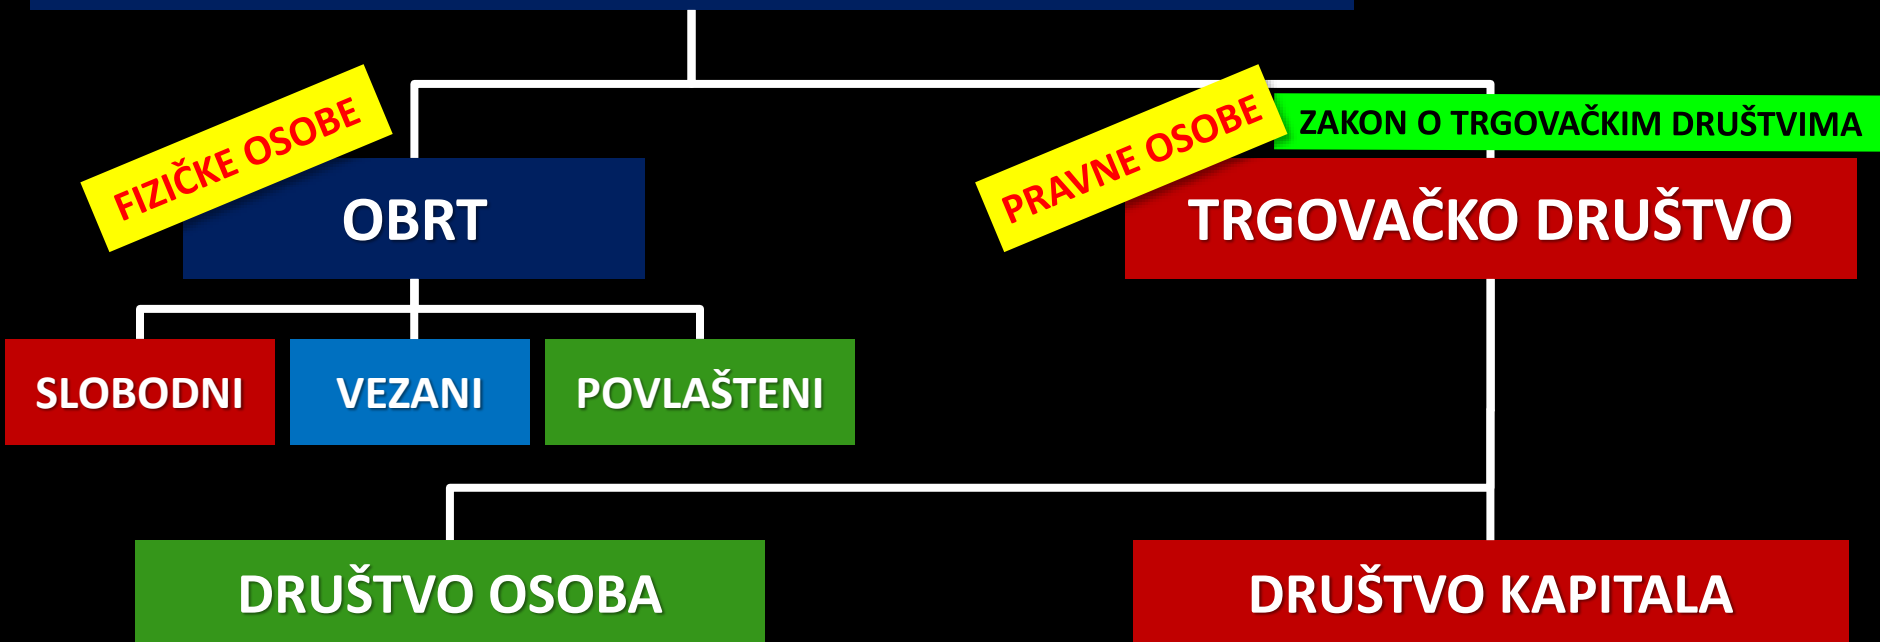 FIZIČKE OSOBE
OBRT
PRAVNE OSOBE
ZAKON O TRGOVAČKIM DRUŠTVIMA
TRGOVAČKO DRUŠTVO
SLOBODNI
VEZANI
POVLAŠTENI
DRUŠTVO OSOBA
DRUŠTVO KAPITALA